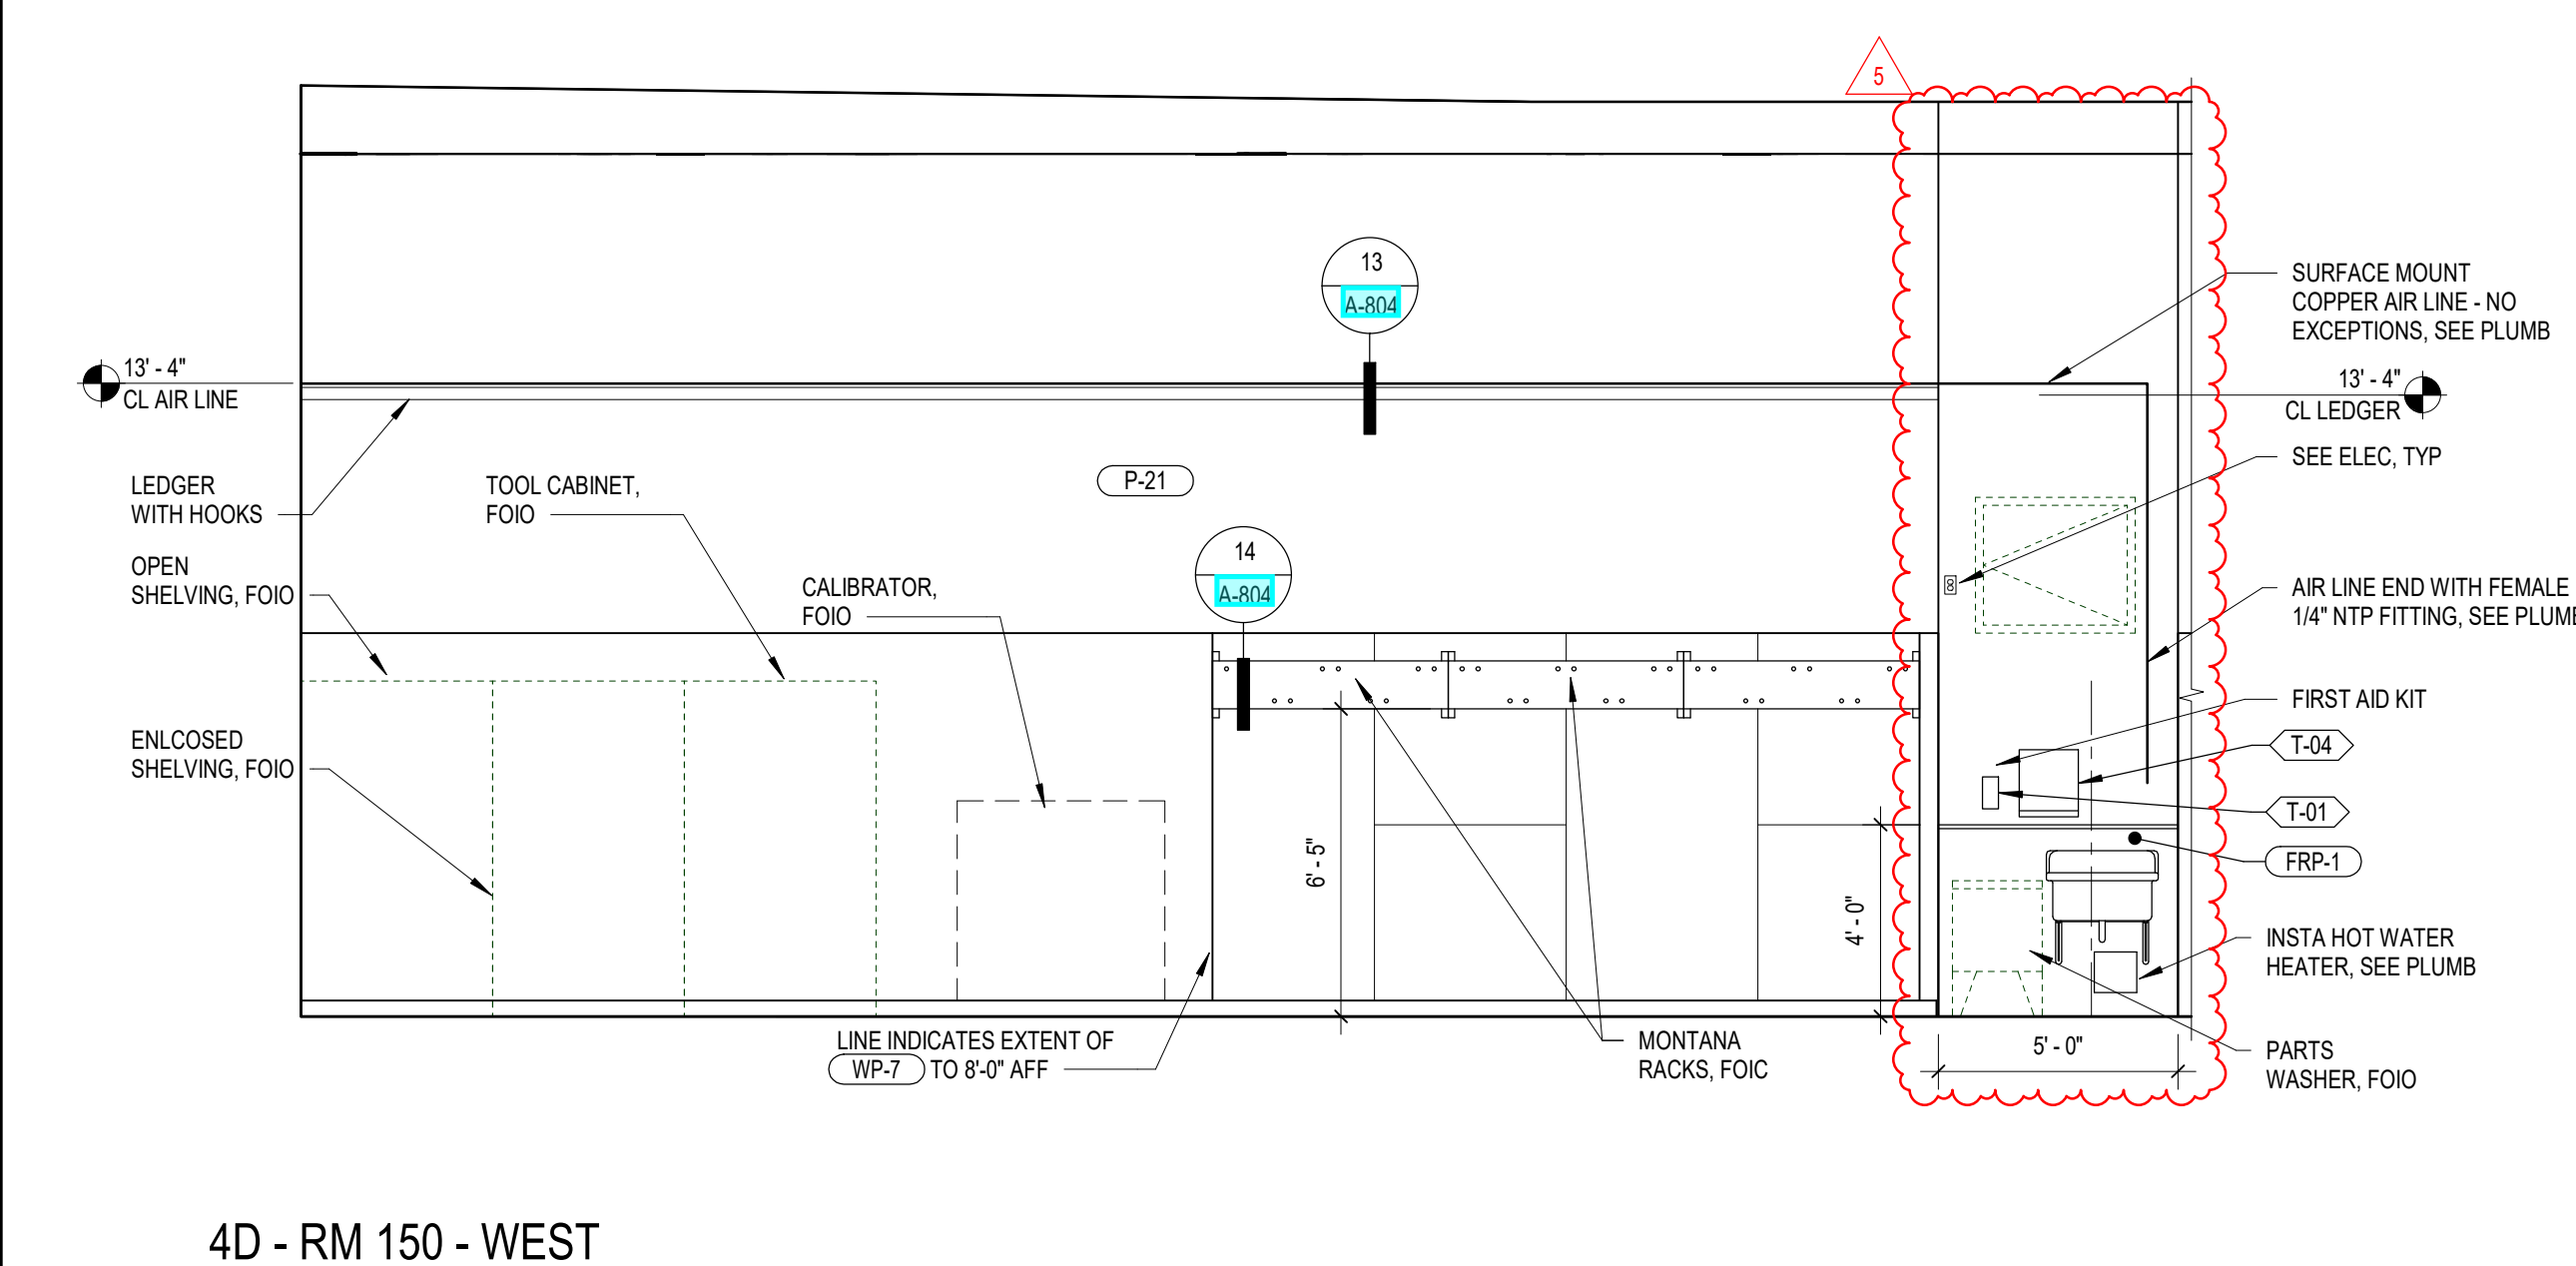 5
13
A-804
SURFACE MOUNT
COPPER AIR LINE - NO
EXCEPTIONS, SEE PLUMB
13' - 4"
CL AIR LINE
13' - 4"
CL LEDGER
SEE ELEC, TYP
LEDGER
WITH HOOKS
TOOL CABINET,
FOIO
P-21
14
A-804
OPEN
SHELVING, FOIO
CALIBRATOR,
FOIO
AIR LINE END WITH FEMALE
1/4" NTP FITTING, SEE PLUMB
FIRST AID KIT
ENLCOSED
SHELVING, FOIO
T-04
T-01
6' - 5"
FRP-1
4' - 0"
INSTA HOT WATER
HEATER, SEE PLUMB
LINE INDICATES EXTENT OF
WP-7 TO 8'-0" AFF
MONTANA
RACKS, FOIC
5' - 0"
PARTS
WASHER, FOIO
4D - RM 150 - WEST